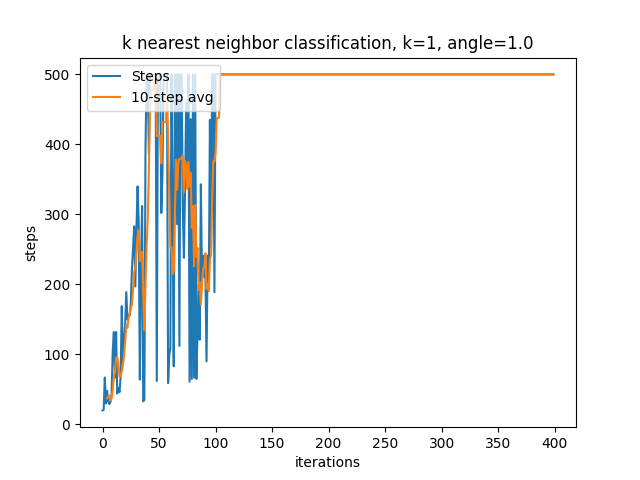 k nearest neighbor classification, k=1, angle=1.0
Steps
10-step avg
500
400
300
200
100
0
steps
0 50 100 150 200 250 300 350 400
iterations